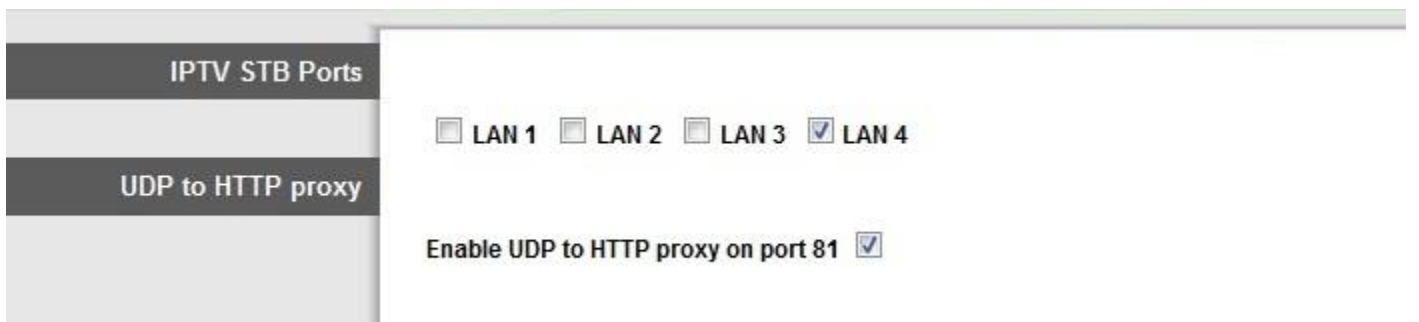 IPTV STB Ports
LAN 1 LAN 2 LAN 3 LAN 4
UDP to HTTP proxy
Enable UDP to HTTP proxy on port 81